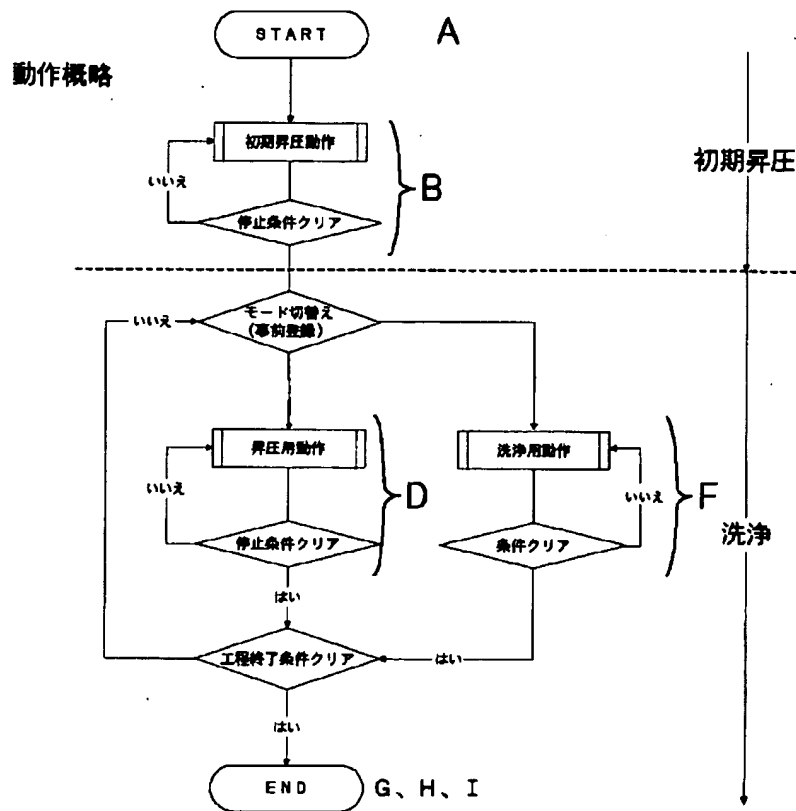 START
A
動作概略
初期昇圧動作
いいえ
B
初期昇圧
停止条件クリア
モード切替え
(事前登録)
いいえ
昇圧用動作
洗浄用動作
いいえ
D
いいえ
F
停止条件クリア
条件クリア
洗浄
はい
工程終了条件クリア
はい
はい
END
G、H、I